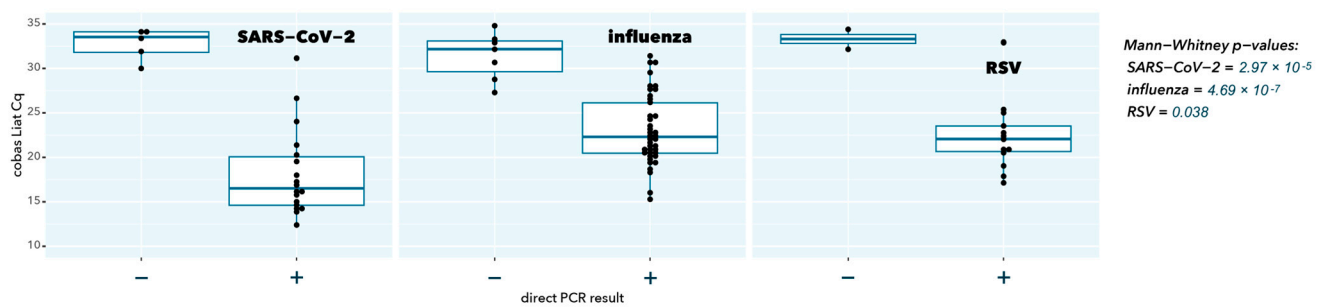 cobas Liat Cq
35
30
25
20
15
10
SARS−CoV−2
influenza
RSV
− + − + − +
direct PCR result
Mann−Whitney p−values:
SARS−CoV−2 = 2.97 × 10⁻⁵
influenza = 4.69 × 10⁻⁷
RSV = 0.038